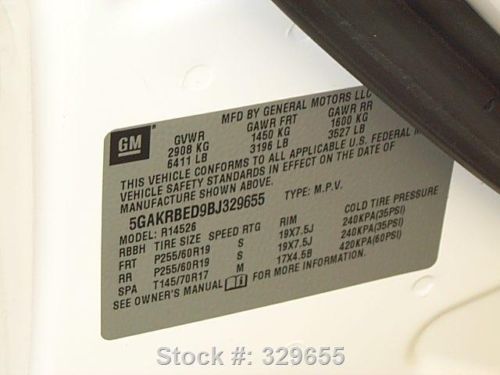 MFD BY GENERAL MOTORS LLC
GM GVWR GAWR FRT GAWR RR
2908 KG 1450 KG 1600 KG
6411 LB 3196 LB 3527 LB
THIS VEHICLE CONFORMS TO ALL APPLICABLE U.S. FEDERAL M
VEHICLE SAFETY STANDARDS IN EFFECT ON THE DATE OF
MANUFACTURE SHOWN ABOVE.
5GAKRBED9BJ329655 TYPE: M.P.V.
MODEL: R14526
RBBH TIRE SIZE SPEED RTG RIM COLD TIRE PRESSURE
FRT P255/60R19 S 19X7.5J 240KPA(35PSI)
RR P255/60R19 S 19X7.5J 240KPA(35PSI)
SPA T145/70R17 M 17X4.5B 420KPA(60PSI)
SEE OWNER'S MANUAL FOR MORE INFORMATION.
Stock #: 329655